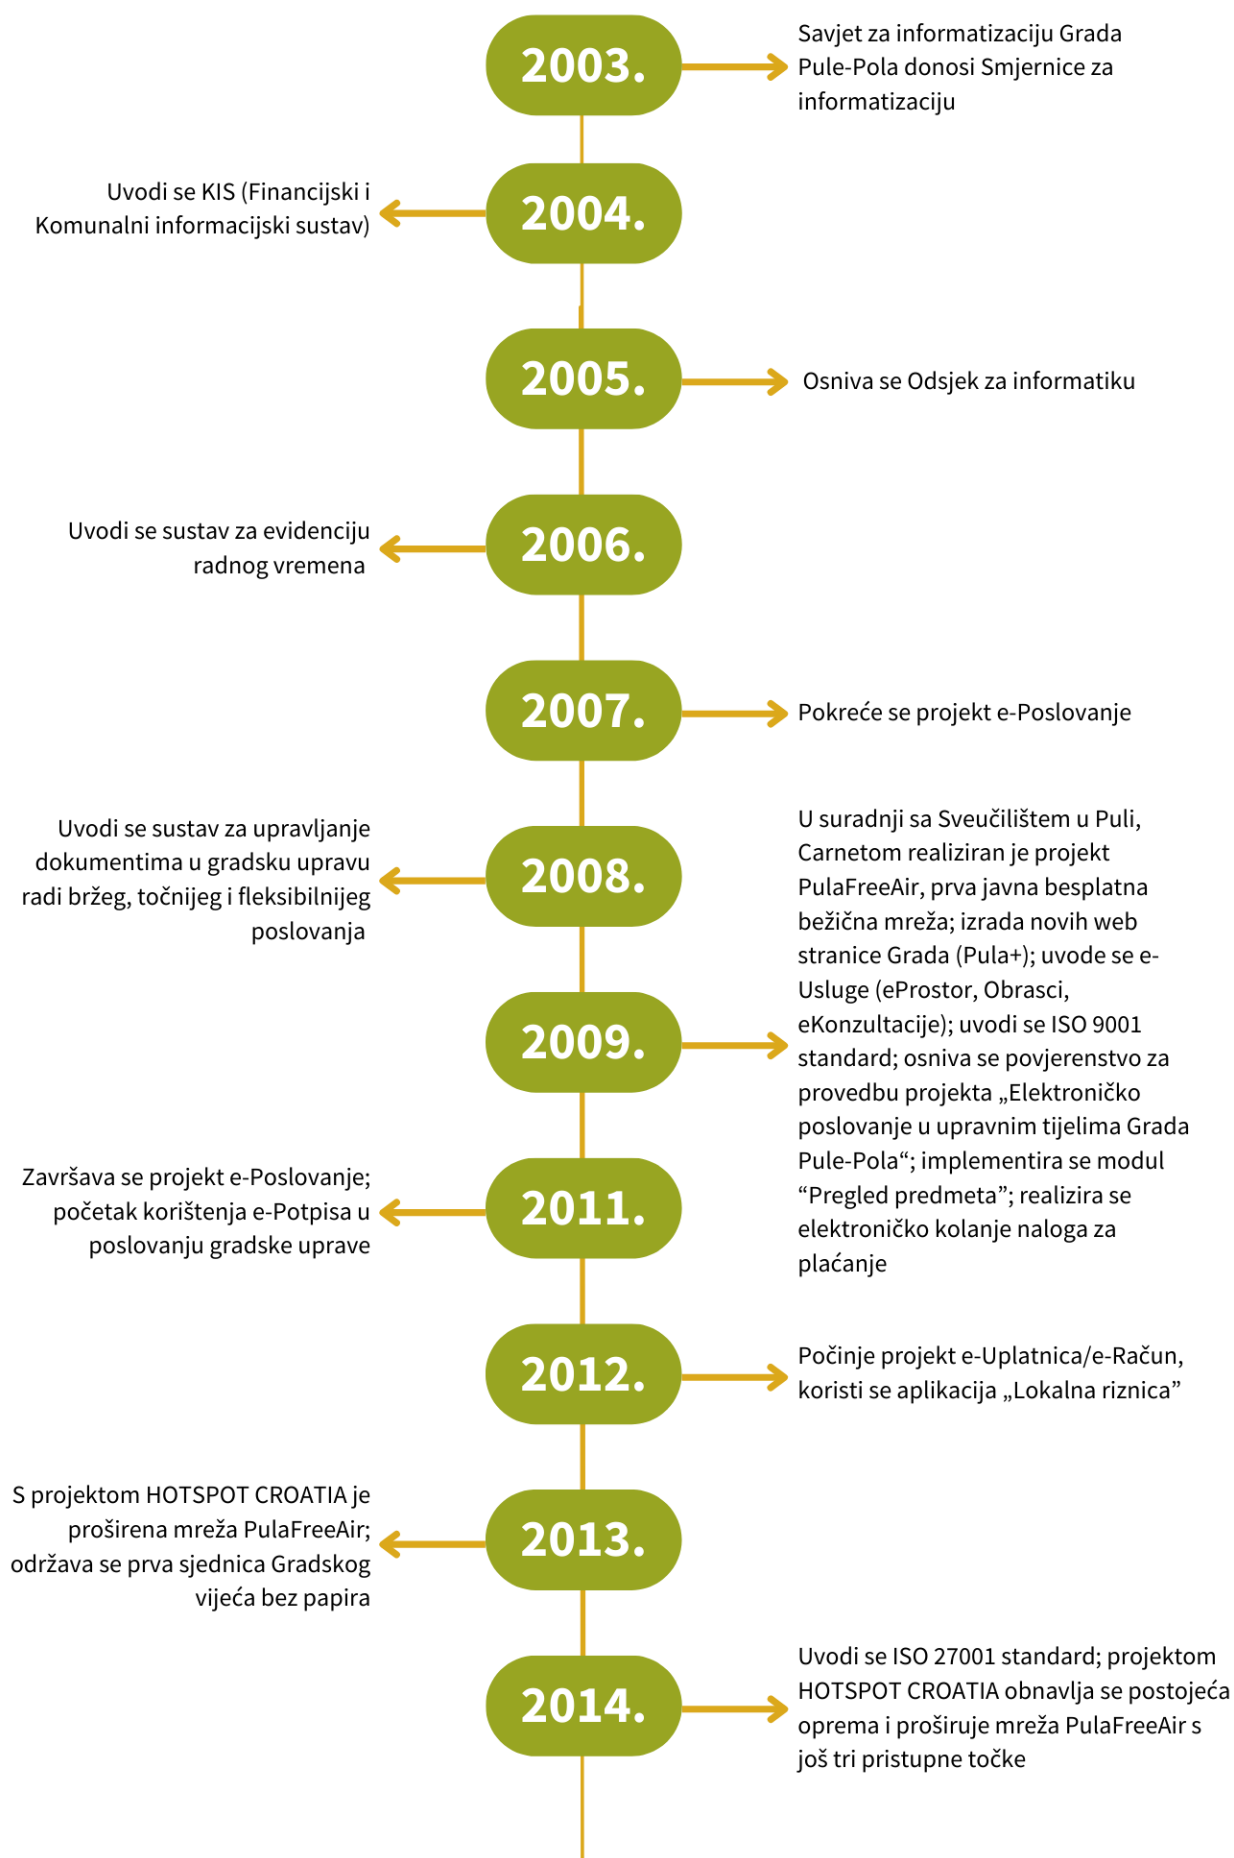 2003.
Savjet za informatizaciju Grada
Pule-Pola donosi Smjernice za
informatizaciju
2004.
Uvodi se KIS (Financijski i
Komunalni informacijski sustav)
2005.
Osniva se Odsjek za informatiku
2006.
Uvodi se sustav za evidenciju
radnog vremena
2007.
Pokreće se projekt e-Poslovanje
2008.
Uvodi se sustav za upravljanje
dokumentima u gradsku upravu
radi bržeg, točnijeg i fleksibilnijeg
poslovanja
2009.
U suradnji sa Sveučilištem u Puli,
Carnetom realiziran je projekt
PulaFreeAir, prva javna besplatna
bežična mreža; izrada novih web
stranice Grada (Pula+); uvode se e-
Usluge (eProstor, Obrasci,
eKonzultacije); uvodi se ISO 9001
standard; osniva se povjerenstvo za
provedbu projekta „Elektroničko
poslovanje u upravnim tijelima Grada
Pule-Pola“; implementira se modul
“Pregled predmeta”; realizira se
elektroničko kolanje naloga za
plaćanje
2011.
Završava se projekt e-Poslovanje;
početak korištenja e-Potpisa u
poslovanju gradske uprave
2012.
Počinje projekt e-Uplatnica/e-Račun,
koristi se aplikacija „Lokalna riznica”
2013.
S projektom HOTSPOT CROATIA je
proširena mreža PulaFreeAir;
održava se prva sjednica Gradskog
vijeća bez papira
2014.
Uvodi se ISO 27001 standard; projektom
HOTSPOT CROATIA obnavlja se postojeća
oprema i proširuje mreža PulaFreeAir s
još tri pristupne točke